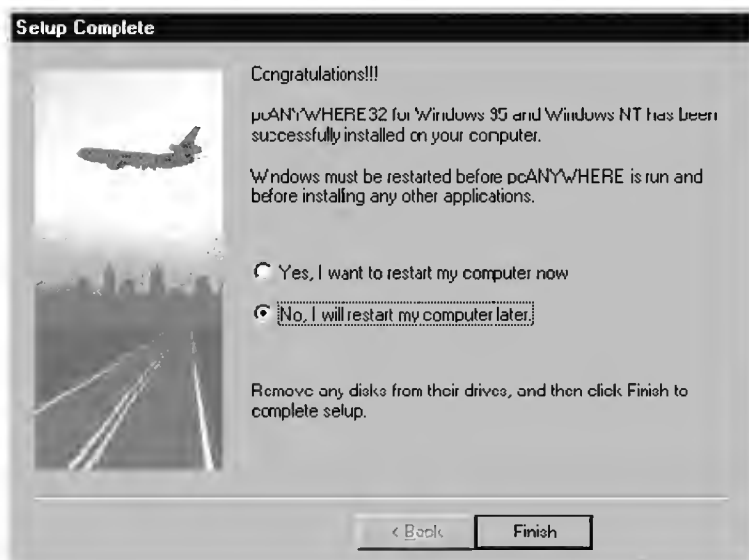 Setup Complete
Congratulations!!!
pcANYWHERE32 for Windows 95 and Windows NT has been
successfully installed on your computer.
Windows must be restarted before pcANYWHERE is run and
before installing any other applications.
Yes, I want to restart my computer now
No, I will restart my computer later.
Remove any disks from their drives, and then click Finish to
complete setup.
< Back
Finish